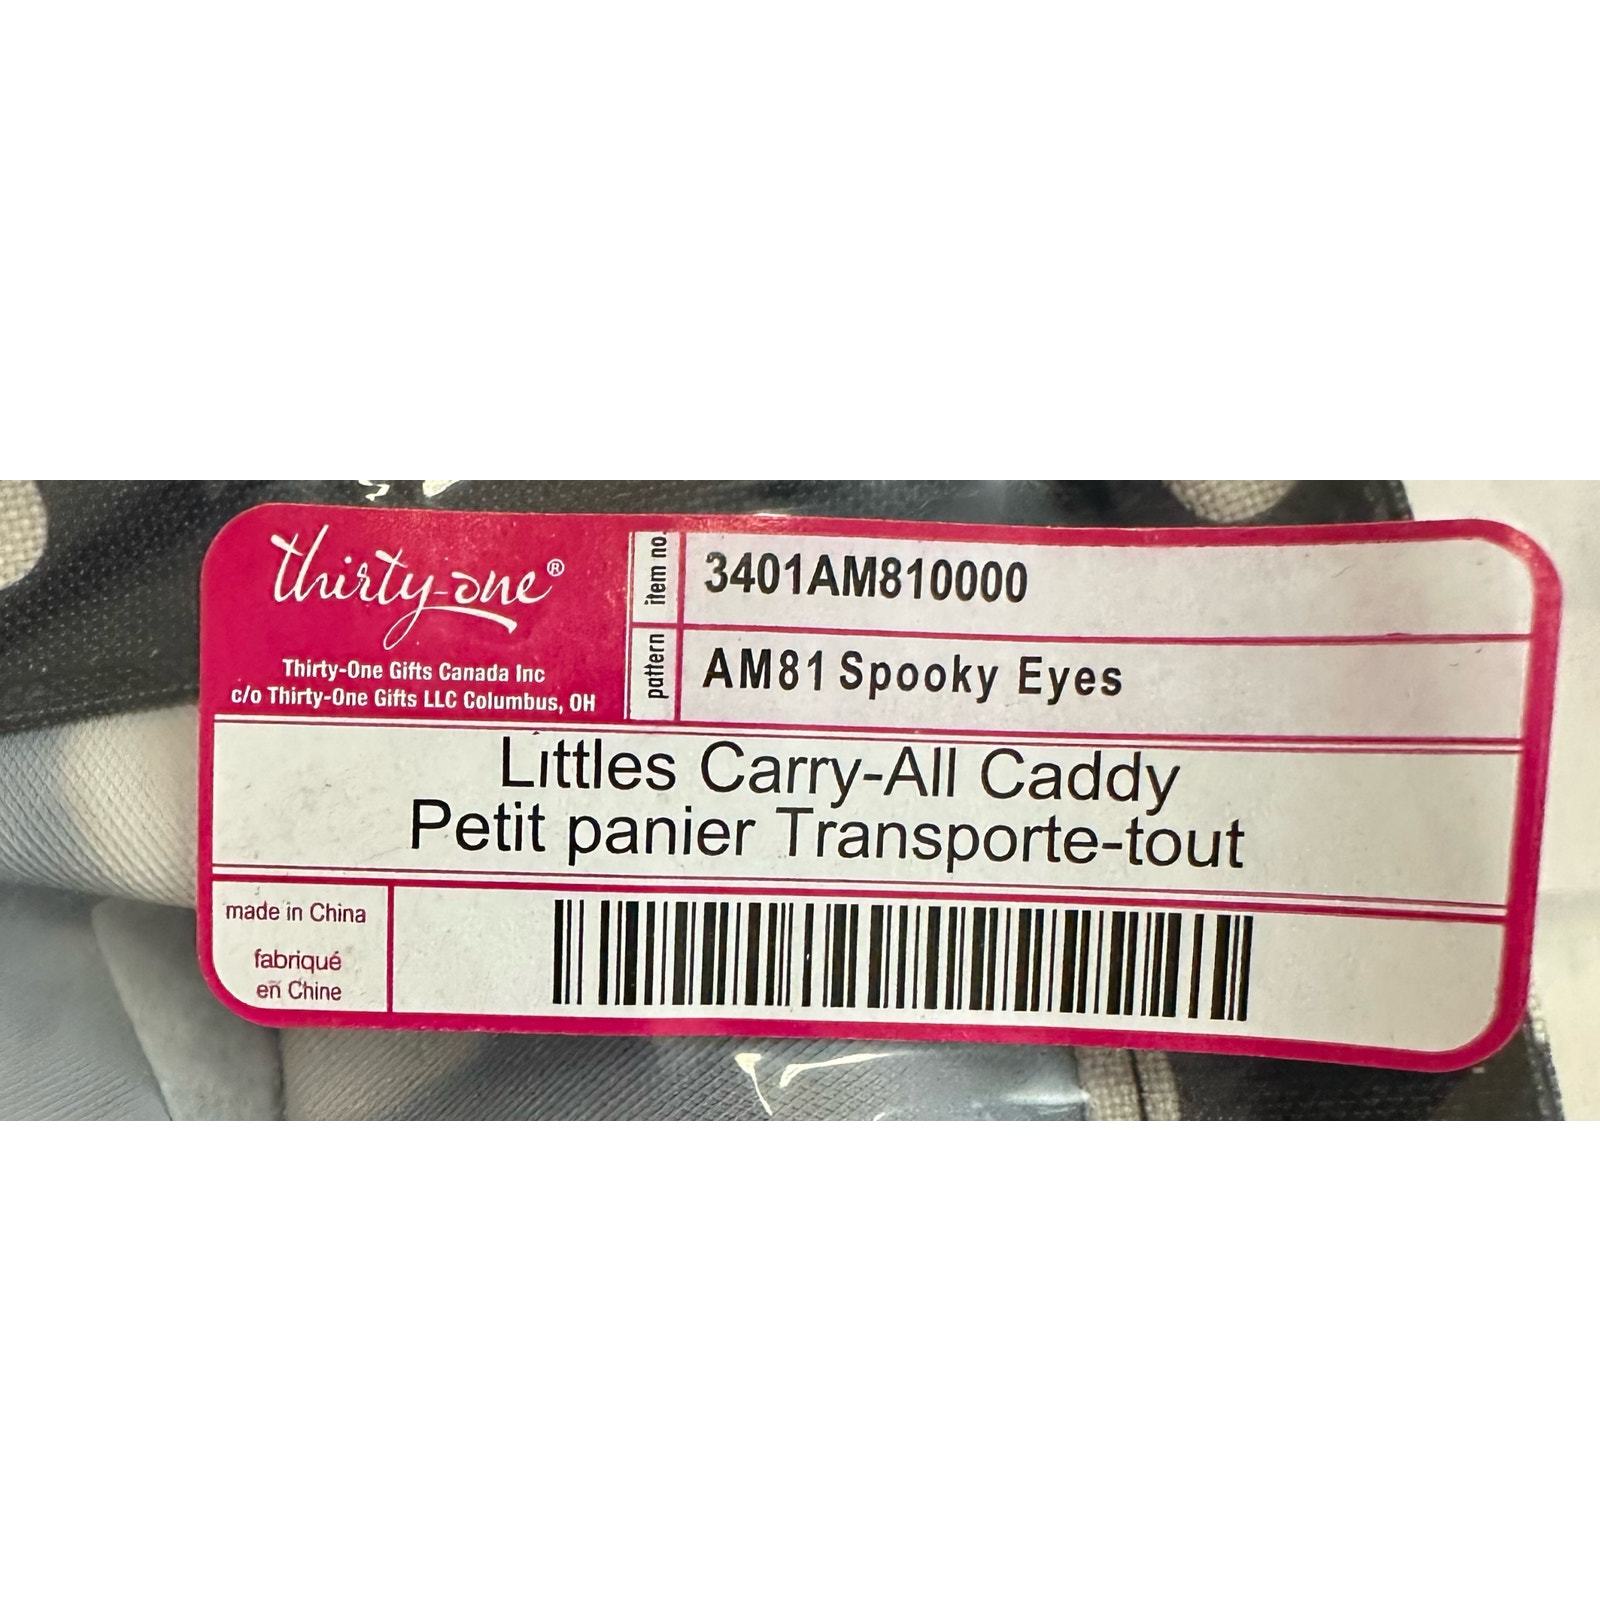 thirty-one®
Thirty-One Gifts Canada Inc
c/o Thirty-One Gifts LLC Columbus, OH
item no.
3401AM810000
pattern
AM81 Spooky Eyes
Littles Carry-All Caddy
Petit panier Transporte-tout
made in China
fabriqué
en Chine